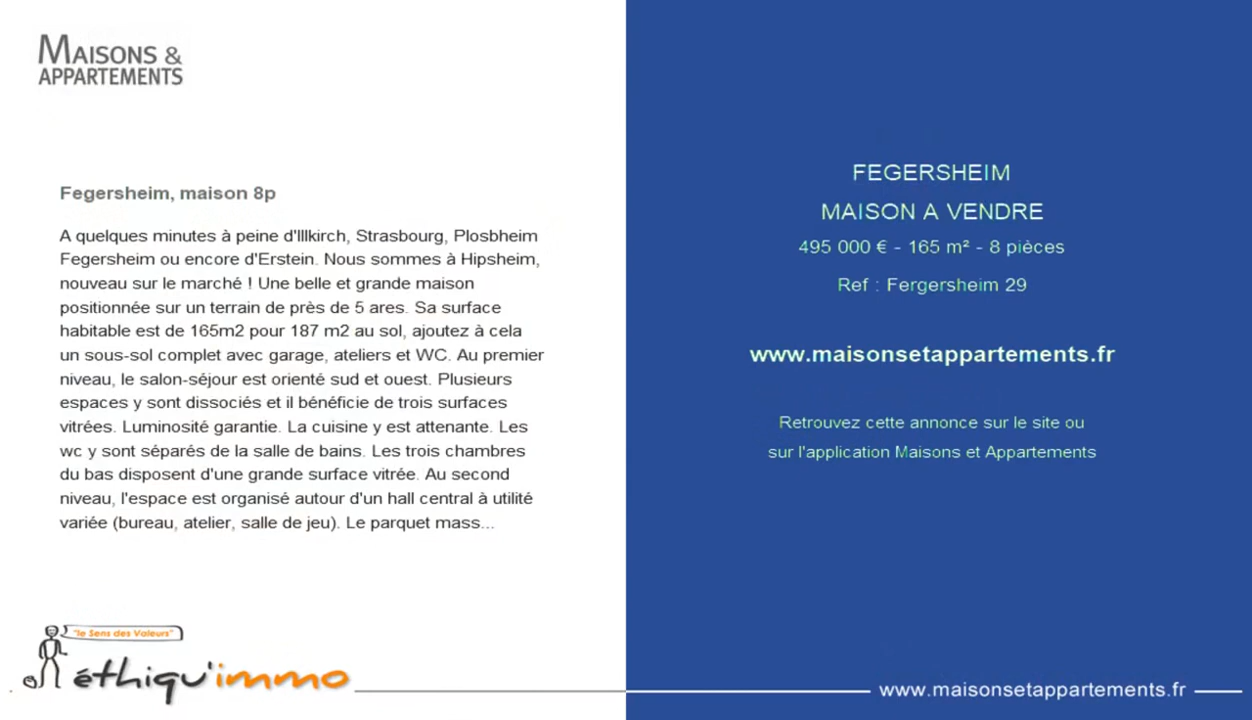 MAISONS &
APPARTEMENTS
Fegersheim, maison 8p
A quelques minutes à peine d'Illkirch, Strasbourg, Plosbheim
Fegersheim ou encore d'Erstein. Nous sommes à Hipsheim,
nouveau sur le marché ! Une belle et grande maison
positionnée sur un terrain de près de 5 ares. Sa surface
habitable est de 165m2 pour 187 m2 au sol, ajoutez à cela
un sous-sol complet avec garage, ateliers et WC. Au premier
niveau, le salon-séjour est orienté sud et ouest. Plusieurs
espaces y sont dissociés et il bénéficie de trois surfaces
vitrées. Luminosité garantie. La cuisine y est attenante. Les
wc y sont séparés de la salle de bains. Les trois chambres
du bas disposent d'une grande surface vitrée. Au second
niveau, l'espace est organisé autour d'un hall central à utilité
variée (bureau, atelier, salle de jeu). Le parquet mass...
"le Sens des Valeurs"
éthiqu'immo
FEGERSHEIM
MAISON A VENDRE
495 000 € - 165 m² - 8 pièces
Ref : Fergersheim 29
www.maisonsetappartements.fr
Retrouvez cette annonce sur le site ou
sur l'application Maisons et Appartements
www.maisonsetappartements.fr